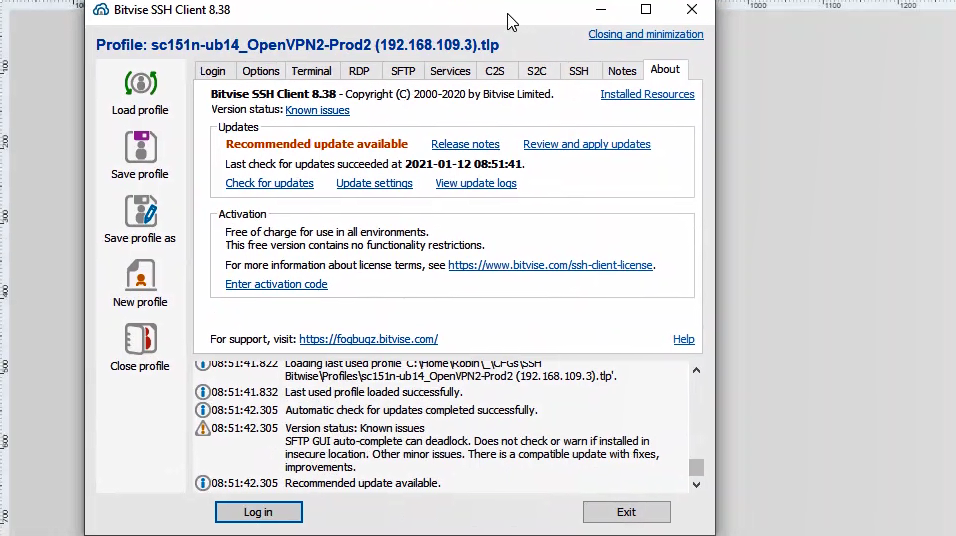 Bitvise SSH Client 8.38
Profile: sc151n-ub14_OpenVPN2-Prod2 (192.168.109.3).tlp
Closing and minimization
Load profile
Save profile
Save profile as
New profile
Close profile
Login Options Terminal RDP SFTP Services C2S S2C SSH Notes About
Bitvise SSH Client 8.38 - Copyright (C) 2000-2020 by Bitvise Limited.
Installed Resources
Version status: Known issues
Updates
Recommended update available Release notes Review and apply updates
Last check for updates succeeded at 2021-01-12 08:51:41.
Check for updates Update settings View update logs
Activation
Free of charge for use in all environments.
This free version contains no functionality restrictions.
For more information about license terms, see https://www.bitvise.com/ssh-client-license.
Enter activation code
For support, visit: https://fogbugz.bitvise.com/
Help
08:51:41.822 Loading last used profile 'C:\Home\Robin\_\CFGs\SSH
Bitwise\Profiles\sc151n-ub14_OpenVPN2-Prod2 (192.168.109.3).tlp'.
08:51:41.832 Last used profile loaded successfully.
08:51:42.305 Automatic check for updates completed successfully.
08:51:42.305 Version status: Known issues
SFTP GUI auto-complete can deadlock. Does not check or warn if installed in
insecure location. Other minor issues. There is a compatible update with fixes,
improvements.
08:51:42.305 Recommended update available.
Log in
Exit
1000
1100
1200
100
200
300
400
500
600
700